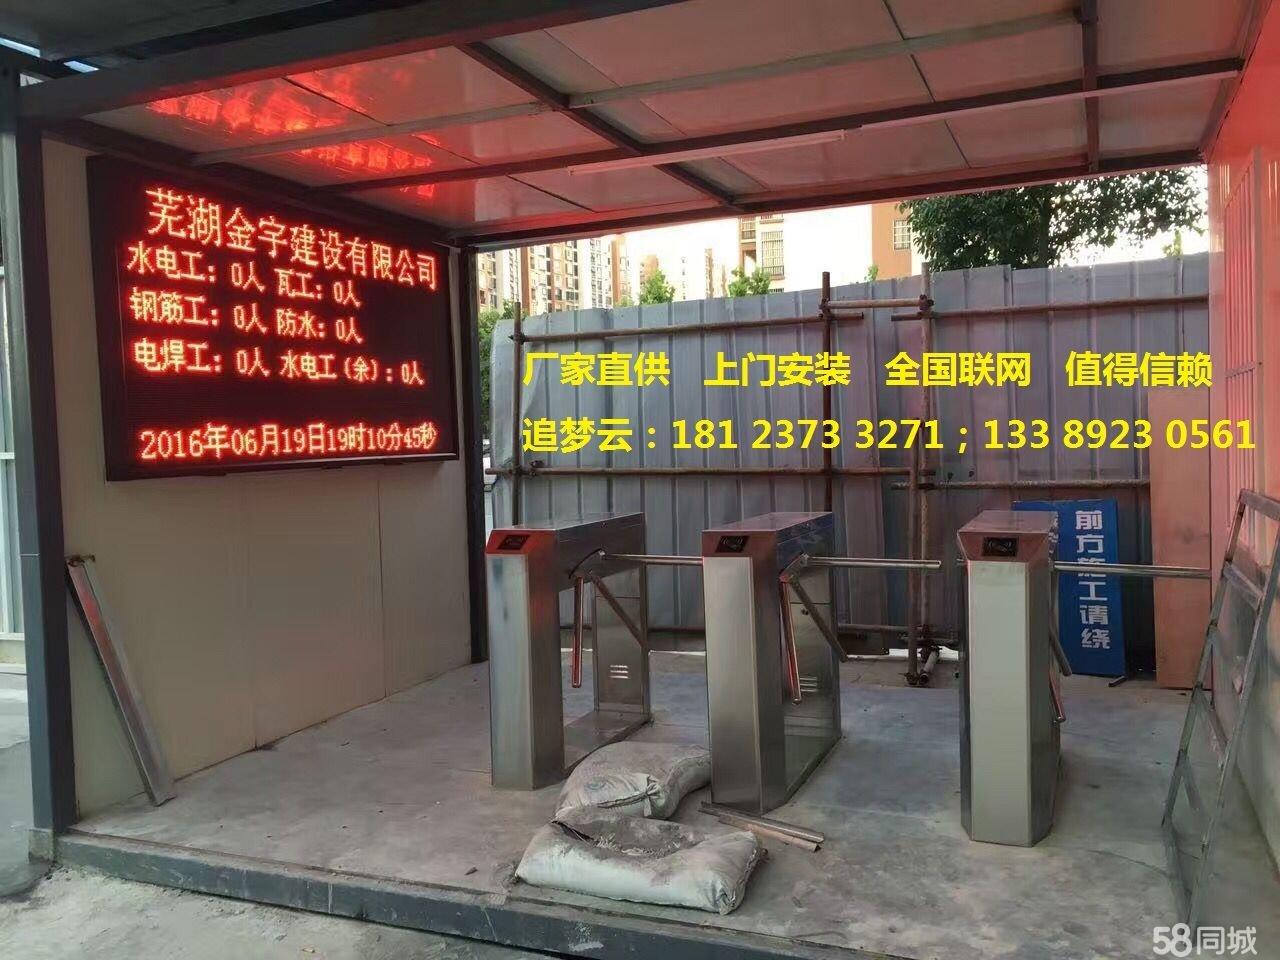 芜湖金宇建设有限公司
水电工：0人 瓦工：0人
钢筋工：0人 防水：0人
电焊工：0人 水电工（余）：0人
2016年06月19日19时10分45秒
厂家直供 上门安装 全国联网 值得信赖
追梦云：181 2373 3271；133 8923 0561
前方施工请绕
58同城